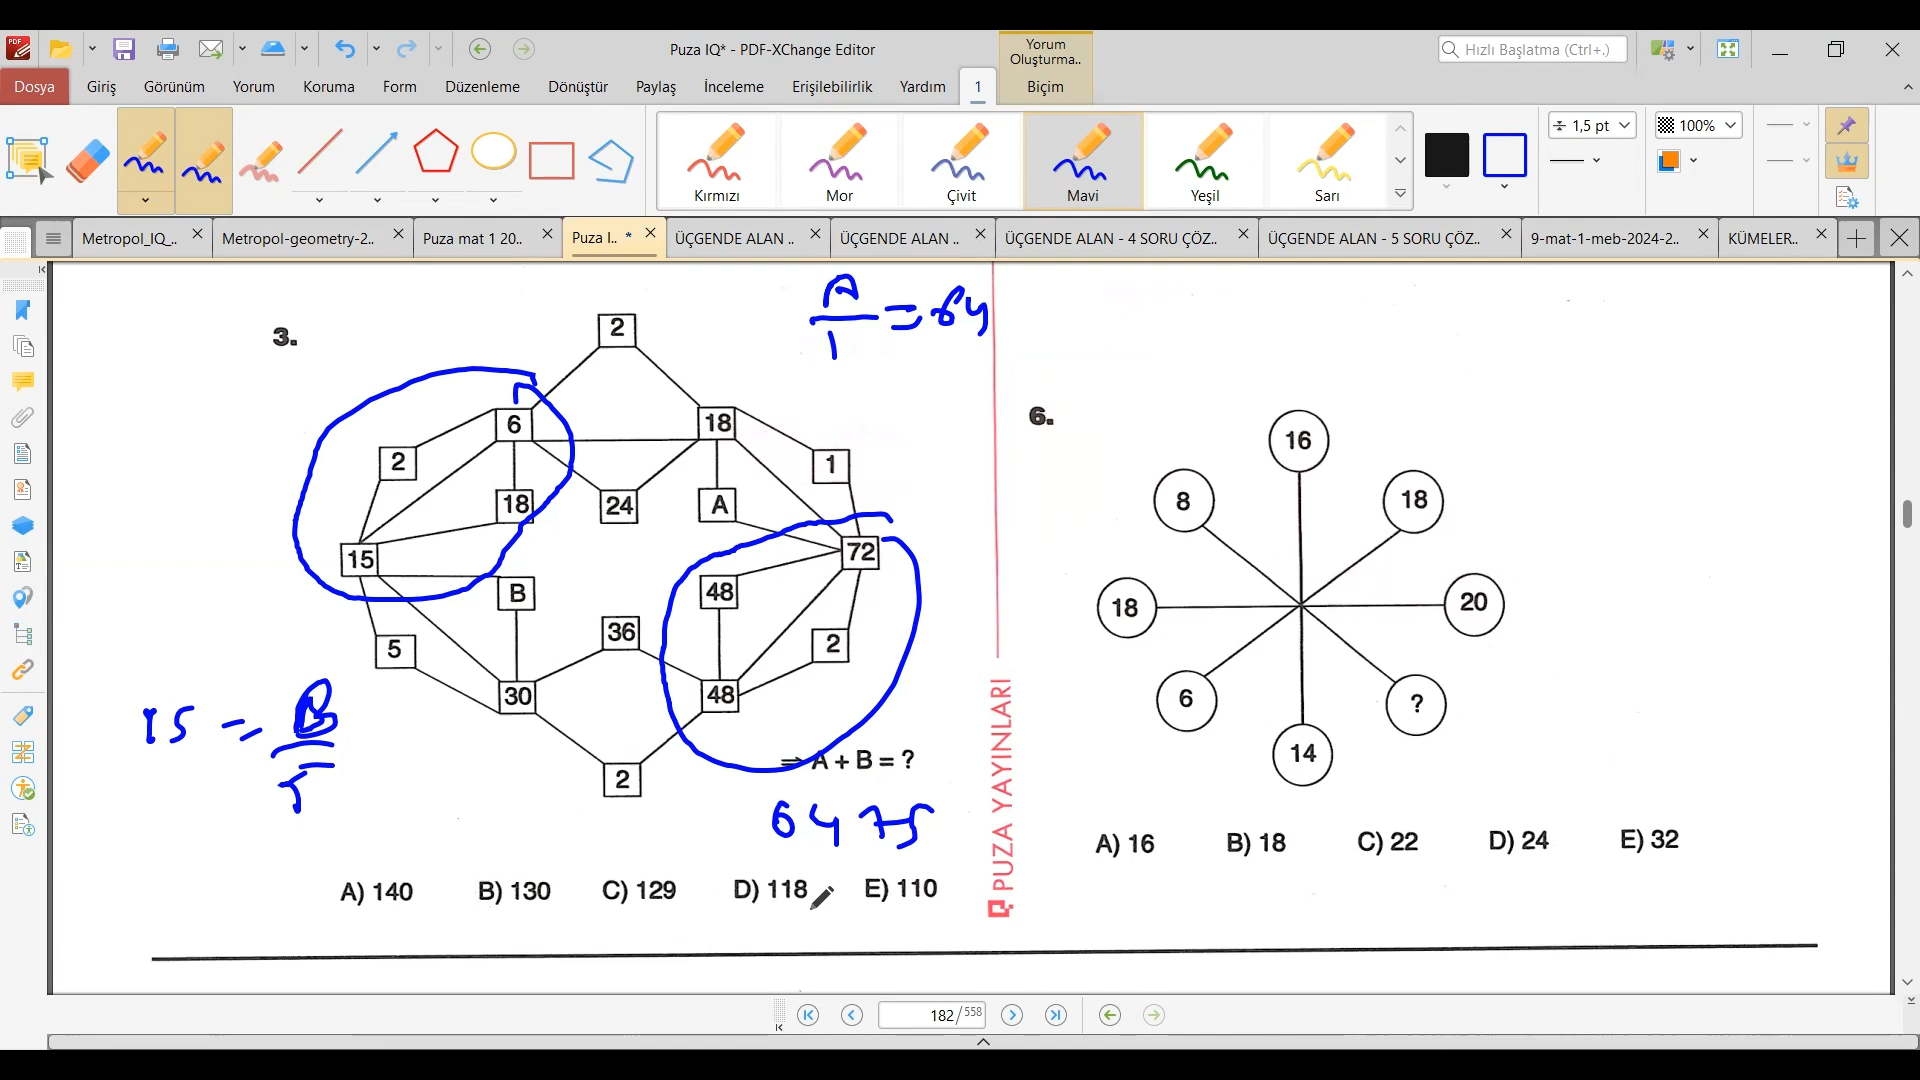 Puza IQ* - PDF-XChange Editor
Yorum Oluşturma..
Hızlı Başlatma (Ctrl+.)
Dosya Giriş Görünüm Yorum Koruma Form Düzenleme Dönüştür Paylaş İnceleme Erişilebilirlik Yardım 1 Biçim
1,5 pt
100%
Kırmızı Mor Çivit Mavi Yeşil Sarı
Metropol_IQ_.. Metropol-geometry-2.. Puza mat 1 20.. Puza I.. * ÜÇGENDE ALAN .. ÜÇGENDE ALAN .. ÜÇGENDE ALAN - 4 SORU ÇÖZ.. ÜÇGENDE ALAN - 5 SORU ÇÖZ.. 9-mat-1-meb-2024-2.. KÜMELER..
3.
2
6 18
2 1
18 24 A
15 72
B 48
36
5 2
30 48
2
⇒ A + B = ?
A) 140 B) 130 C) 129 D) 118 E) 110
A
1
= 64
15 = B
5
64 75
PUZA YAYINLARI
6.
16
8 18
18 20
6 ?
14
A) 16 B) 18 C) 22 D) 24 E) 32
182/558